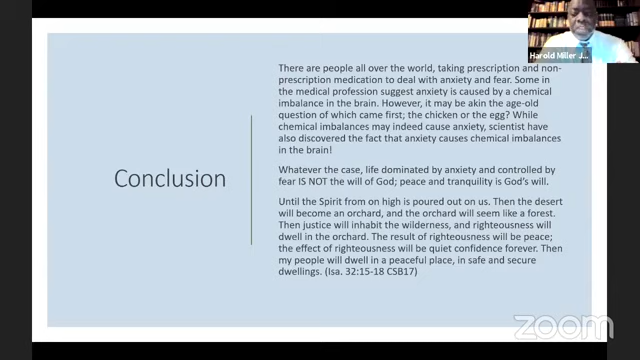 Harold Miller J...
There are people all over the world, taking prescription and non-
prescription medication to deal with anxiety and fear. Some in
the medical profession suggest anxiety is caused by a chemical
imbalance in the brain. However, it may be akin the age-old
question of which came first; the chicken or the egg? While
chemical imbalances may indeed cause anxiety, scientist have
also discovered the fact that anxiety causes chemical imbalances
in the brain!
Conclusion
Whatever the case, life dominated by anxiety and controlled by
fear IS NOT the will of God; peace and tranquility is God's will.
Until the Spirit from on high is poured out on us. Then the desert
will become an orchard, and the orchard will seem like a forest.
Then justice will inhabit the wilderness, and righteousness will
dwell in the orchard. The result of righteousness will be peace;
the effect of righteousness will be quiet confidence forever. Then
my people will dwell in a peaceful place, in safe and secure
dwellings. (Isa. 32:15-18 CSB17)
zoom